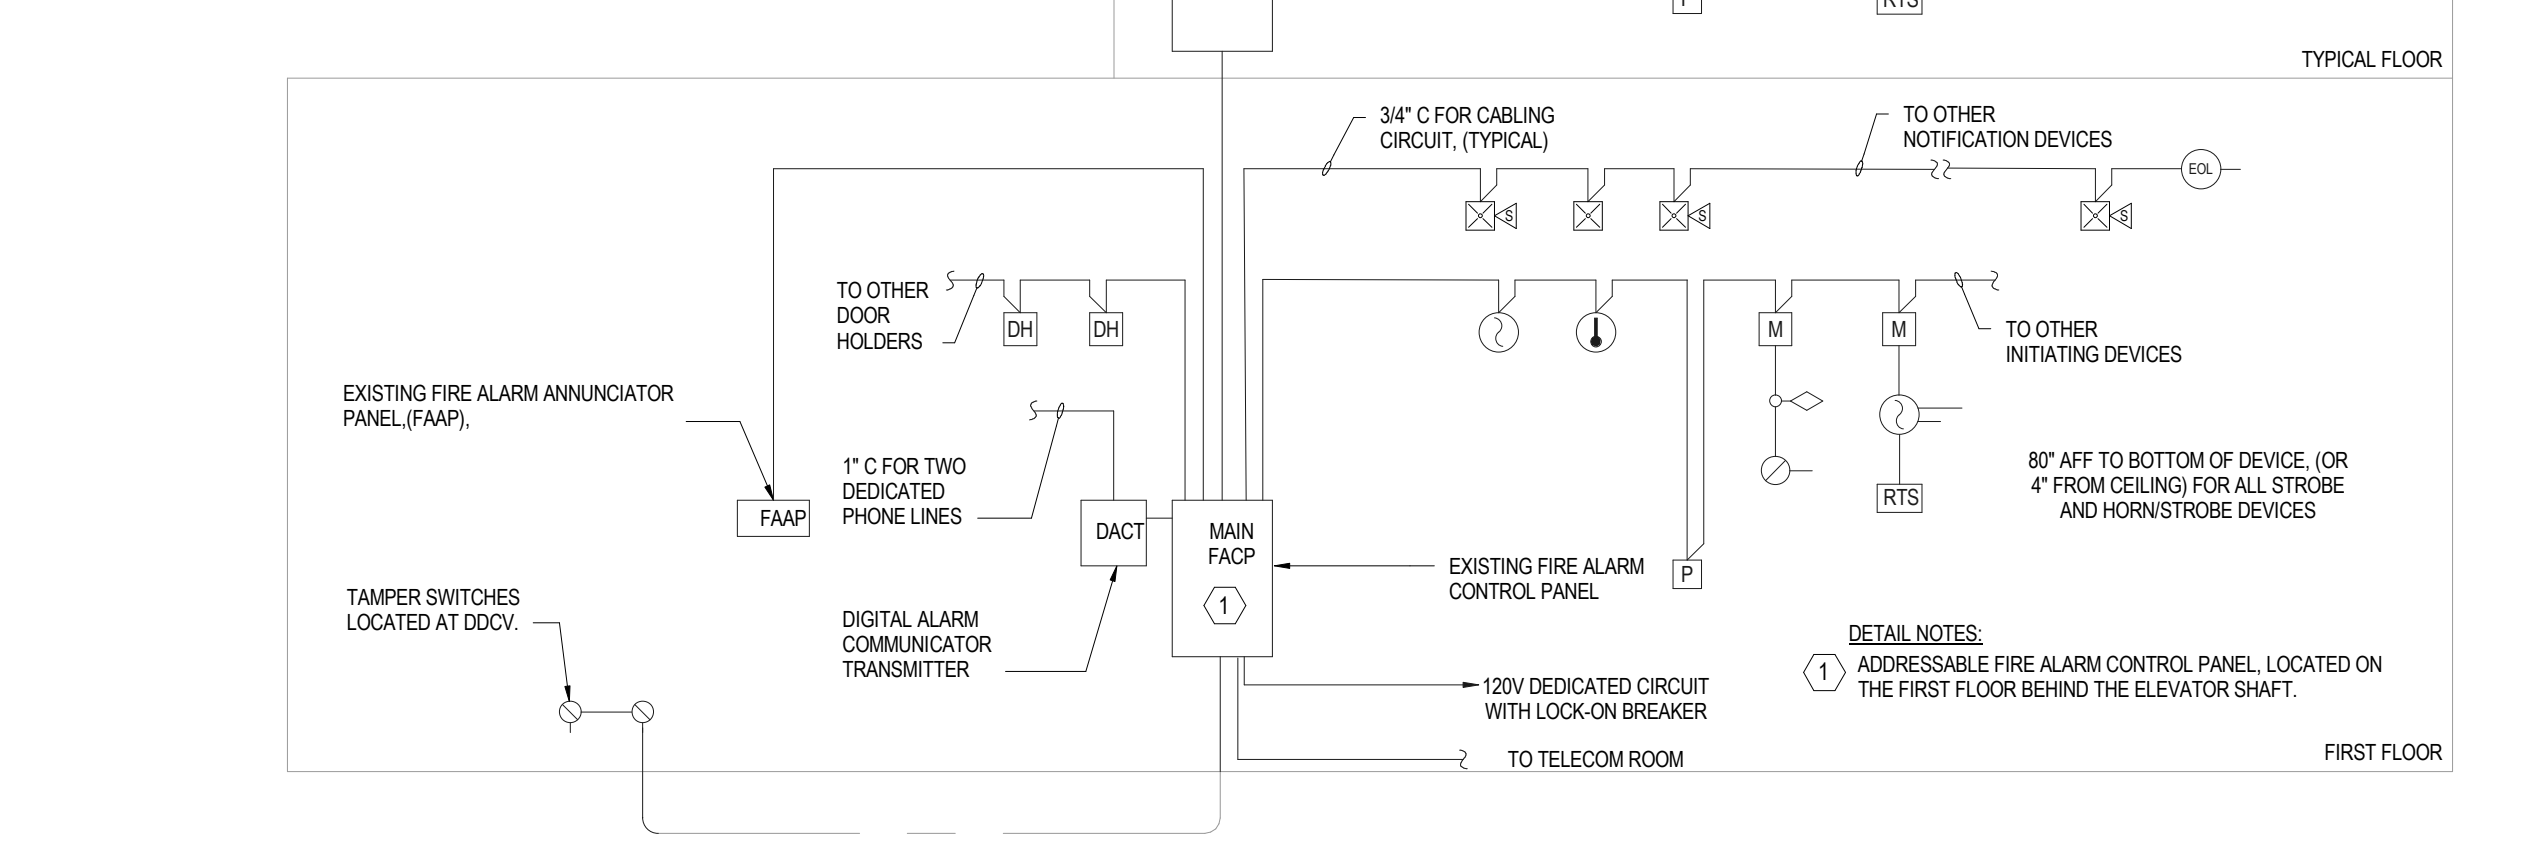 P
RTS
TYPICAL FLOOR
3/4" C FOR CABLING
CIRCUIT, (TYPICAL)
TO OTHER
NOTIFICATION DEVICES
EOL
S
S
S
TO OTHER
DOOR
HOLDERS
DH
DH
M
M
TO OTHER
INITIATING DEVICES
EXISTING FIRE ALARM ANNUNCIATOR
PANEL,(FAAP),
1" C FOR TWO
DEDICATED
PHONE LINES
80" AFF TO BOTTOM OF DEVICE, (OR
4" FROM CEILING) FOR ALL STROBE
AND HORN/STROBE DEVICES
RTS
FAAP
DACT
MAIN
FACP
1
EXISTING FIRE ALARM
CONTROL PANEL
P
TAMPER SWITCHES
LOCATED AT DDCV.
DIGITAL ALARM
COMMUNICATOR
TRANSMITTER
DETAIL NOTES:
1 ADDRESSABLE FIRE ALARM CONTROL PANEL, LOCATED ON
THE FIRST FLOOR BEHIND THE ELEVATOR SHAFT.
120V DEDICATED CIRCUIT
WITH LOCK-ON BREAKER
TO TELECOM ROOM
FIRST FLOOR